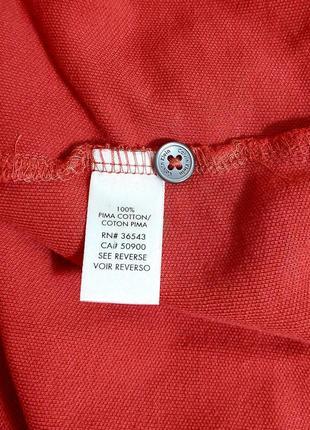 100%
PIMA COTTON/
COTON PIMA
RN# 36543
CA# 50900
SEE REVERSE
VOIR REVERSO